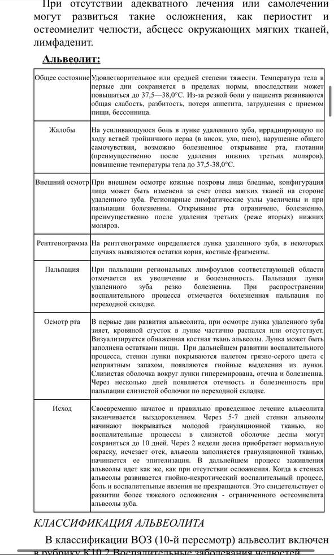 При отсутствии адекватного лечения или самолечении
могут развиться такие осложнения, как периостит и
остеомиелит челюсти, абсцесс окружающих мягких тканей,
лимфаденит.
Альвеолит:
Общее состояние
Удовлетворительное или средней степени тяжести. Температура тела в
первые дни сохраняется в пределах нормы, впоследствии может
повышаться до 37,5—38,0°С. Из-за резкой боли у пациента развиваются
общая слабость, разбитость, потеря аппетита, затруднения с приемом
пищи, бессонница.
Жалобы
На усиливающуюся боль в лунке удаленного зуба, иррадиирующую по
ходу ветвей тройничного нерва (в висок, ухо, шею), нарушение общего
самочувствия, возможно болезненное открывание рта, глотании
(преимущественно после удаления нижних третьих моляров),
повышение температуры тела до 37,5-38,0°С.
Внешний осмотр
При внешнем осмотре кожные покровы лица бледные, конфигурация
лица может быть изменена за счет отека мягких тканей на стороне
удаленного зуба. Регионарные лимфатические узлы увеличены и при
пальпации болезненны. Открывание рта ограничено, болезненно,
преимущественно после удаления третьих (реже вторых) нижних
моляров.
Рентгенограмма
На рентгенограмме определяется лунка удаленного зуба, в некоторых
случаях выявляются остатки корня, костные фрагменты.
Пальпация
При пальпации региональных лимфоузлов соответствующей области
отмечается их увеличение и болезненность. Пальпация лунки
удаленного зуба резко болезненна. При распространении
воспалительного процесса отмечается болезненная пальпация по
переходной складке.
Осмотр рта
В первые дни развития альвеолита, при осмотре лунка удаленного зуба
зияет, кровяной сгусток в лунке частично распался или отсутствует.
Визуализируется обнаженная костная ткань альвеолы. Лунка может быть
заполнена остатками пищи. При дальнейшем развитии воспалительного
процесса, стенки лунки покрываются налетом грязно-серого цвета с
неприятным запахом, появляются гнойные выделения из лунки.
Слизистая оболочка вокруг лунки гиперемирована, отечна и болезненна.
Через несколько дней появляется отечность и болезненность при
пальпации слизистой оболочки по переходной складке.
Исход
Своевременно начатое и правильно проведенное лечение альвеолита
заканчивается выздоровлением. Через 5-7 дней стенки альвеолы
начинают покрываться молодой грануляционной тканью, но
воспалительные процессы в слизистой оболочке десны могут
сохраняться до 10 дней. Через 2 недели десна приобретает нормальную
окраску, исчезает отек, альвеола заполняется грануляционной тканью,
начинается ее эпителизация. В дальнейшем процесс заживления
альвеолы идет как же, как при отсутствии осложнения. Когда в стенках
альвеолы развивается гнойно-некротический воспалительный процесс,
боль и воспалительные явления не прекращаются. Это свидетельствует о
развитии более тяжелого осложнения - ограниченного остеомиелита
альвеолы зуба.
КЛАССИФИКАЦИЯ АЛЬВЕОЛИТА
В классификации ВОЗ (10-й пересмотр) альвеолит включен
в рубрику К10.2 Воспалительные заболевания челюстей